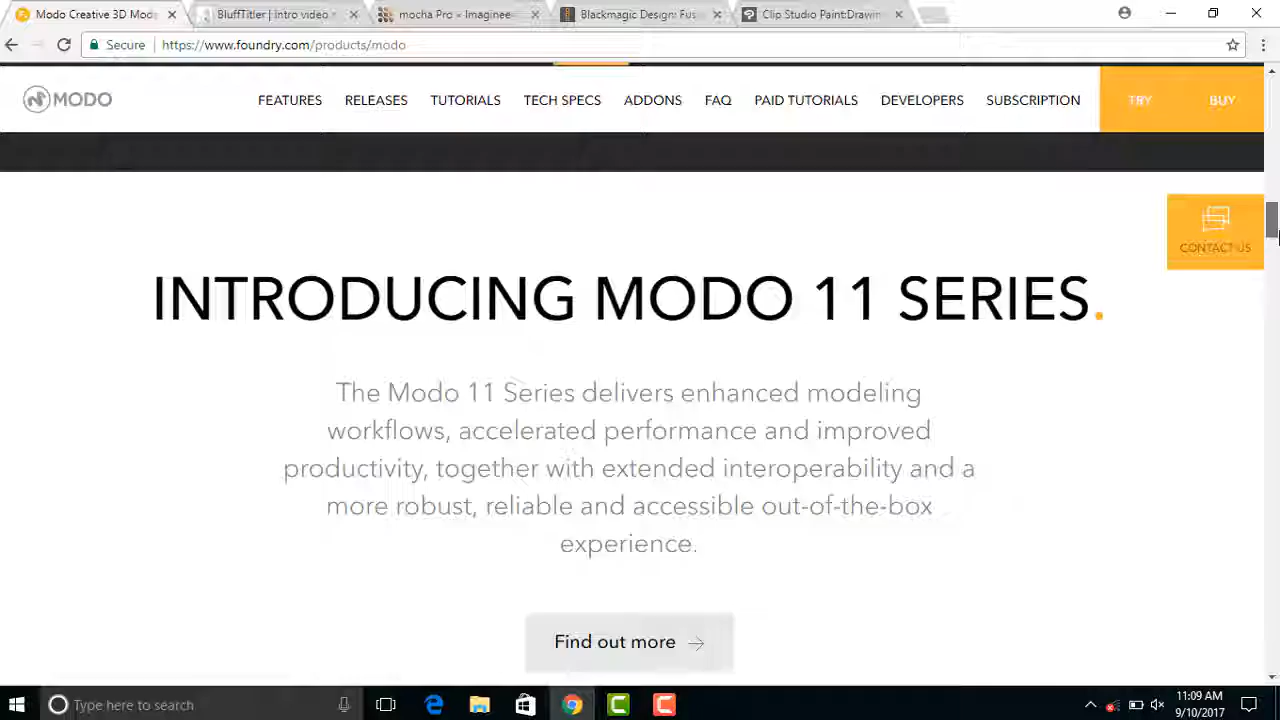 Modo Creative 3D Mode
BluffTitler | Intro video
mocha Pro « Imaginee
Blackmagic Design: Fus
Clip Studio Paint:Drawin
Secure
https://www.foundry.com/products/modo
MODO
FEATURES
RELEASES
TUTORIALS
TECH SPECS
ADDONS
FAQ
PAID TUTORIALS
DEVELOPERS
SUBSCRIPTION
TRY
BUY
CONTACT US
INTRODUCING MODO 11 SERIES.
The Modo 11 Series delivers enhanced modeling
workflows, accelerated performance and improved
productivity, together with extended interoperability and a
more robust, reliable and accessible out-of-the-box
experience.
Find out more
Type here to search
11:09 AM
9/10/2017